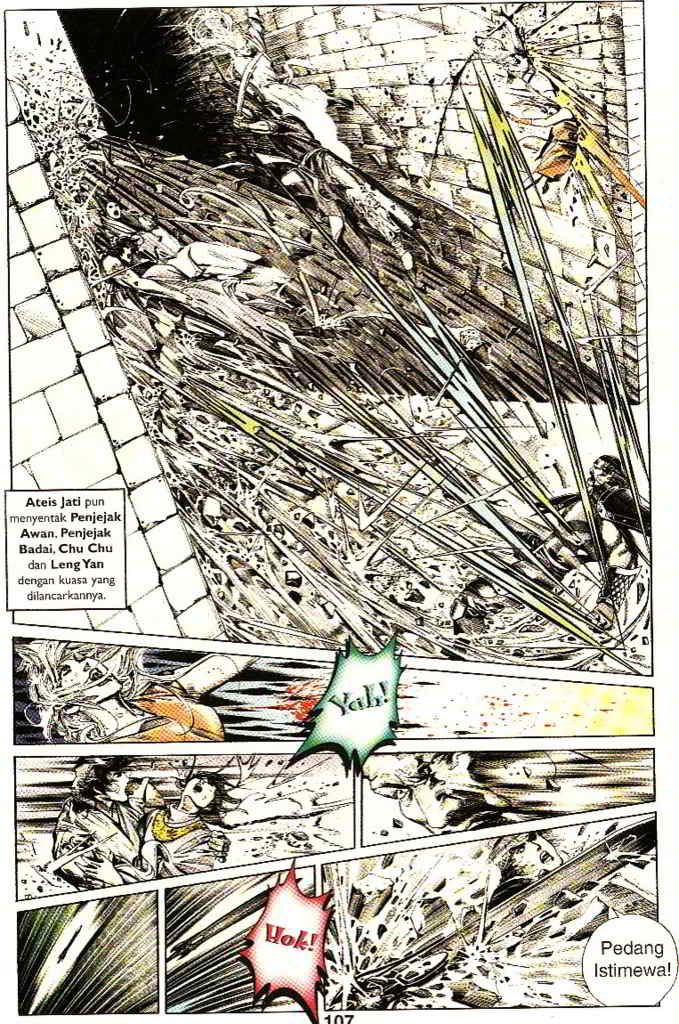 Ateis Jati pun
menyentak Penjejak
Awan, Penjejak
Badai, Chu Chu
dan Leng Yan
dengan kuasa yang
dilancarkannya.
Yah!
Hok!
Pedang
Istimewa!
107